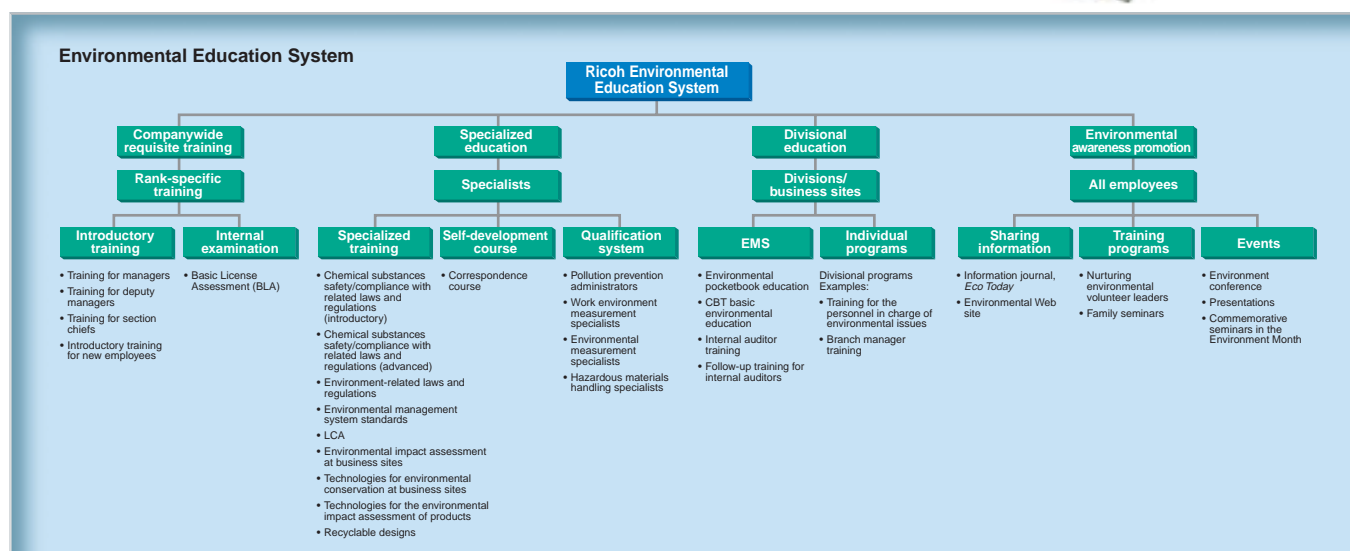 Environmental Education System
Ricoh Environmental
Education System
Companywide
requisite training
Rank-specific
training
Introductory
training
• Training for managers
• Training for deputy
managers
• Training for section
chiefs
• Introductory training
for new employees
Internal
examination
• Basic License
Assessment (BLA)
Specialized
education
Specialists
Specialized
training
• Chemical substances
safety/compliance with
related laws and
regulations
(introductory)
• Chemical substances
safety/compliance with
related laws and
regulations (advanced)
• Environment-related laws and
regulations
• Environmental management
system standards
• LCA
• Environmental impact assessment
at business sites
• Technologies for environmental
conservation at business sites
• Technologies for the environmental
impact assessment of products
• Recyclable designs
Self-development
course
• Correspondence
course
Qualification
system
• Pollution prevention
administrators
• Work environment
measurement
specialists
• Environmental
measurement
specialists
• Hazardous materials
handling specialists
Divisional
education
Divisions/
business sites
EMS
• Environmental
pocketbook education
• CBT basic
environmental
education
• Internal auditor
training
• Follow-up training for
internal auditors
Individual
programs
Divisional programs
Examples:
• Training for the
personnel in charge of
environmental issues
• Branch manager
training
Environmental
awareness promotion
All employees
Sharing
information
• Information journal,
Eco Today
• Environmental Web
site
Training
programs
• Nurturing
environmental
volunteer leaders
• Family seminars
Events
• Environment
conference
• Presentations
• Commemorative
seminars in the
Environment Month